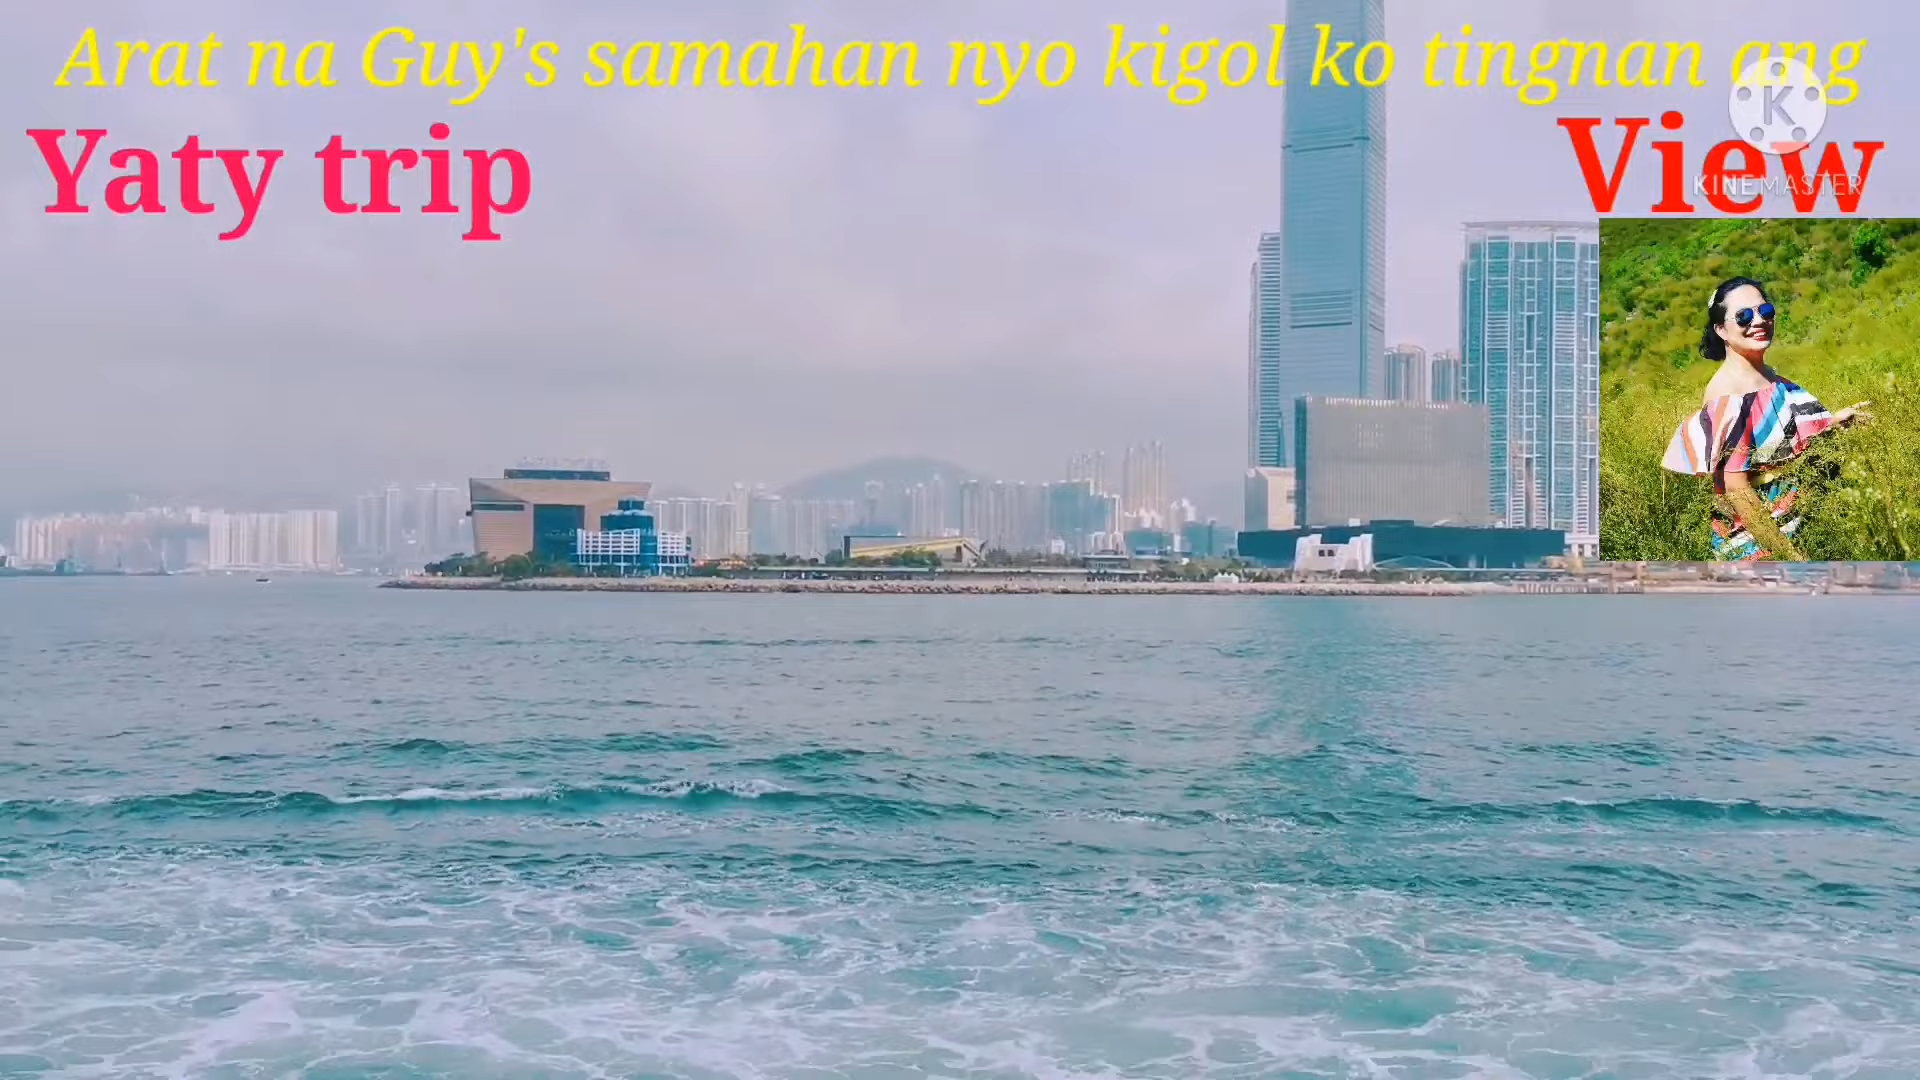 Arat na Guy's samahan nyo kigol ko tingnan ang
Yaty trip
View
K
KINEMASTER